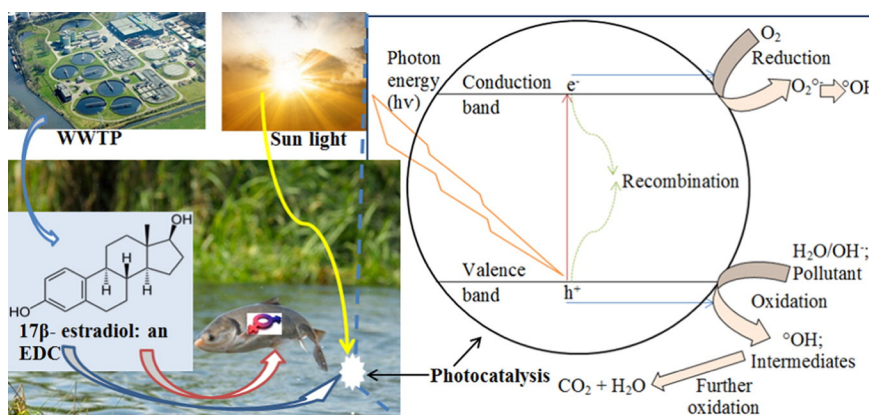 WWTP
Sun light
OH
H
H
H
HO
17β- estradiol: an
EDC
Photon
energy
(hν)
Conduction
band
e-
O₂
Reduction
O₂°
Recombination
Valence
band
h⁺
H₂O/OH⁻;
Pollutant
Oxidation
°OH;
Intermediates
Photocatalysis
CO₂ + H₂O
Further
oxidation